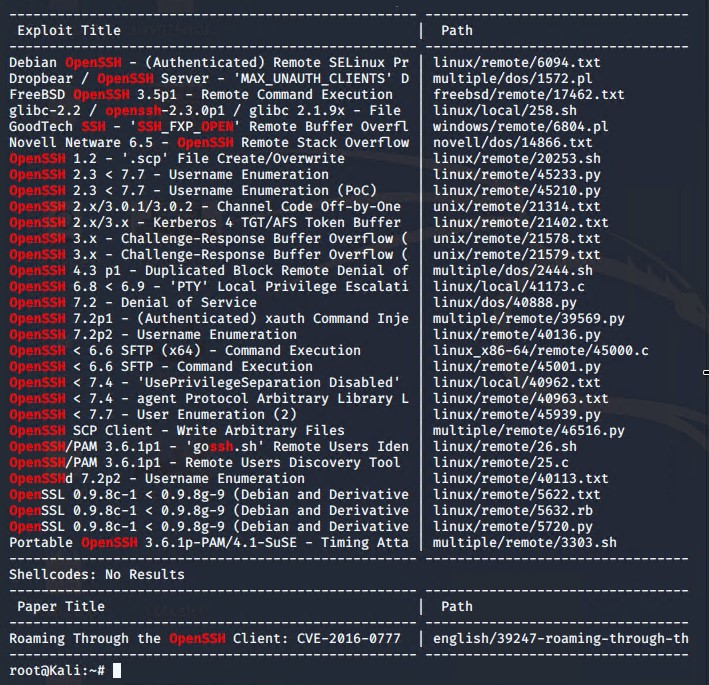 Exploit Title | Path
Debian OpenSSH - (Authenticated) Remote SELinux Pr | linux/remote/6094.txt
Dropbear / OpenSSH Server - 'MAX_UNAUTH_CLIENTS' D | multiple/dos/1572.pl
FreeBSD OpenSSH 3.5p1 - Remote Command Execution | freebsd/remote/17462.txt
glibc-2.2 / openssh-2.3.0p1 / glibc 2.1.9x - File | linux/local/258.sh
GoodTech SSH - 'SSH_FXP_OPEN' Remote Buffer Overfl | windows/remote/6804.pl
Novell Netware 6.5 - OpenSSH Remote Stack Overflow | novell/dos/14866.txt
OpenSSH 1.2 - '.scp' File Create/Overwrite | linux/remote/20253.sh
OpenSSH 2.3 < 7.7 - Username Enumeration | linux/remote/45233.py
OpenSSH 2.3 < 7.7 - Username Enumeration (PoC) | linux/remote/45210.py
OpenSSH 2.x/3.0.1/3.0.2 - Channel Code Off-by-One | unix/remote/21314.txt
OpenSSH 2.x/3.x - Kerberos 4 TGT/AFS Token Buffer | linux/remote/21402.txt
OpenSSH 3.x - Challenge-Response Buffer Overflow ( | unix/remote/21578.txt
OpenSSH 3.x - Challenge-Response Buffer Overflow ( | unix/remote/21579.txt
OpenSSH 4.3 p1 - Duplicated Block Remote Denial of | multiple/dos/2444.sh
OpenSSH 6.8 < 6.9 - 'PTY' Local Privilege Escalati | linux/local/41173.c
OpenSSH 7.2 - Denial of Service | linux/dos/40888.py
OpenSSH 7.2p1 - (Authenticated) xauth Command Inje | multiple/remote/39569.py
OpenSSH 7.2p2 - Username Enumeration | linux/remote/40136.py
OpenSSH < 6.6 SFTP (x64) - Command Execution | linux_x86-64/remote/45000.c
OpenSSH < 6.6 SFTP - Command Execution | linux/remote/45001.py
OpenSSH < 7.4 - 'UsePrivilegeSeparation Disabled' | linux/local/40962.txt
OpenSSH < 7.4 - agent Protocol Arbitrary Library L | linux/remote/40963.txt
OpenSSH < 7.7 - User Enumeration (2) | linux/remote/45939.py
OpenSSH SCP Client - Write Arbitrary Files | multiple/remote/46516.py
OpenSSH/PAM 3.6.1p1 - 'gossh.sh' Remote Users Iden | linux/remote/26.sh
OpenSSH/PAM 3.6.1p1 - Remote Users Discovery Tool | linux/remote/25.c
OpenSSHd 7.2p2 - Username Enumeration | linux/remote/40113.txt
OpenSSL 0.9.8c-1 < 0.9.8g-9 (Debian and Derivative | linux/remote/5622.txt
OpenSSL 0.9.8c-1 < 0.9.8g-9 (Debian and Derivative | linux/remote/5632.rb
OpenSSL 0.9.8c-1 < 0.9.8g-9 (Debian and Derivative | linux/remote/5720.py
Portable OpenSSH 3.6.1p-PAM/4.1-SuSE - Timing Atta | multiple/remote/3303.sh
Shellcodes: No Results
Paper Title | Path
Roaming Through the OpenSSH Client: CVE-2016-0777 | english/39247-roaming-through-th
root@Kali:~#